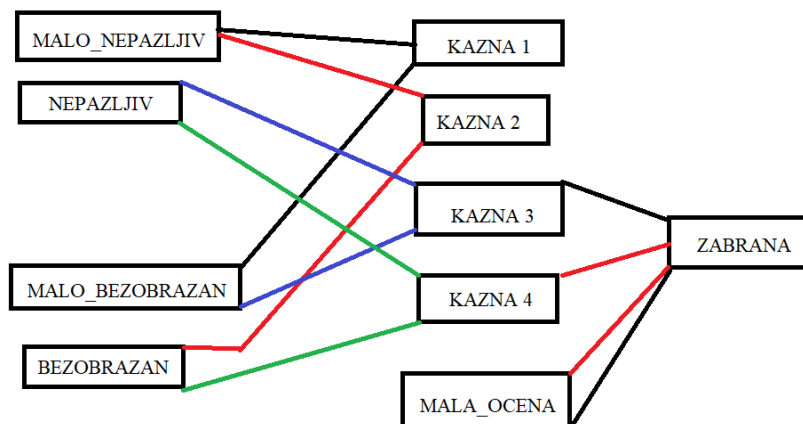 MALO_NEPAZLJIV
KAZNA 1
NEPAZLJIV
KAZNA 2
KAZNA 3
ZABRANA
MALO_BEZOBRAZAN
KAZNA 4
BEZOBRAZAN
MALA_OCENA